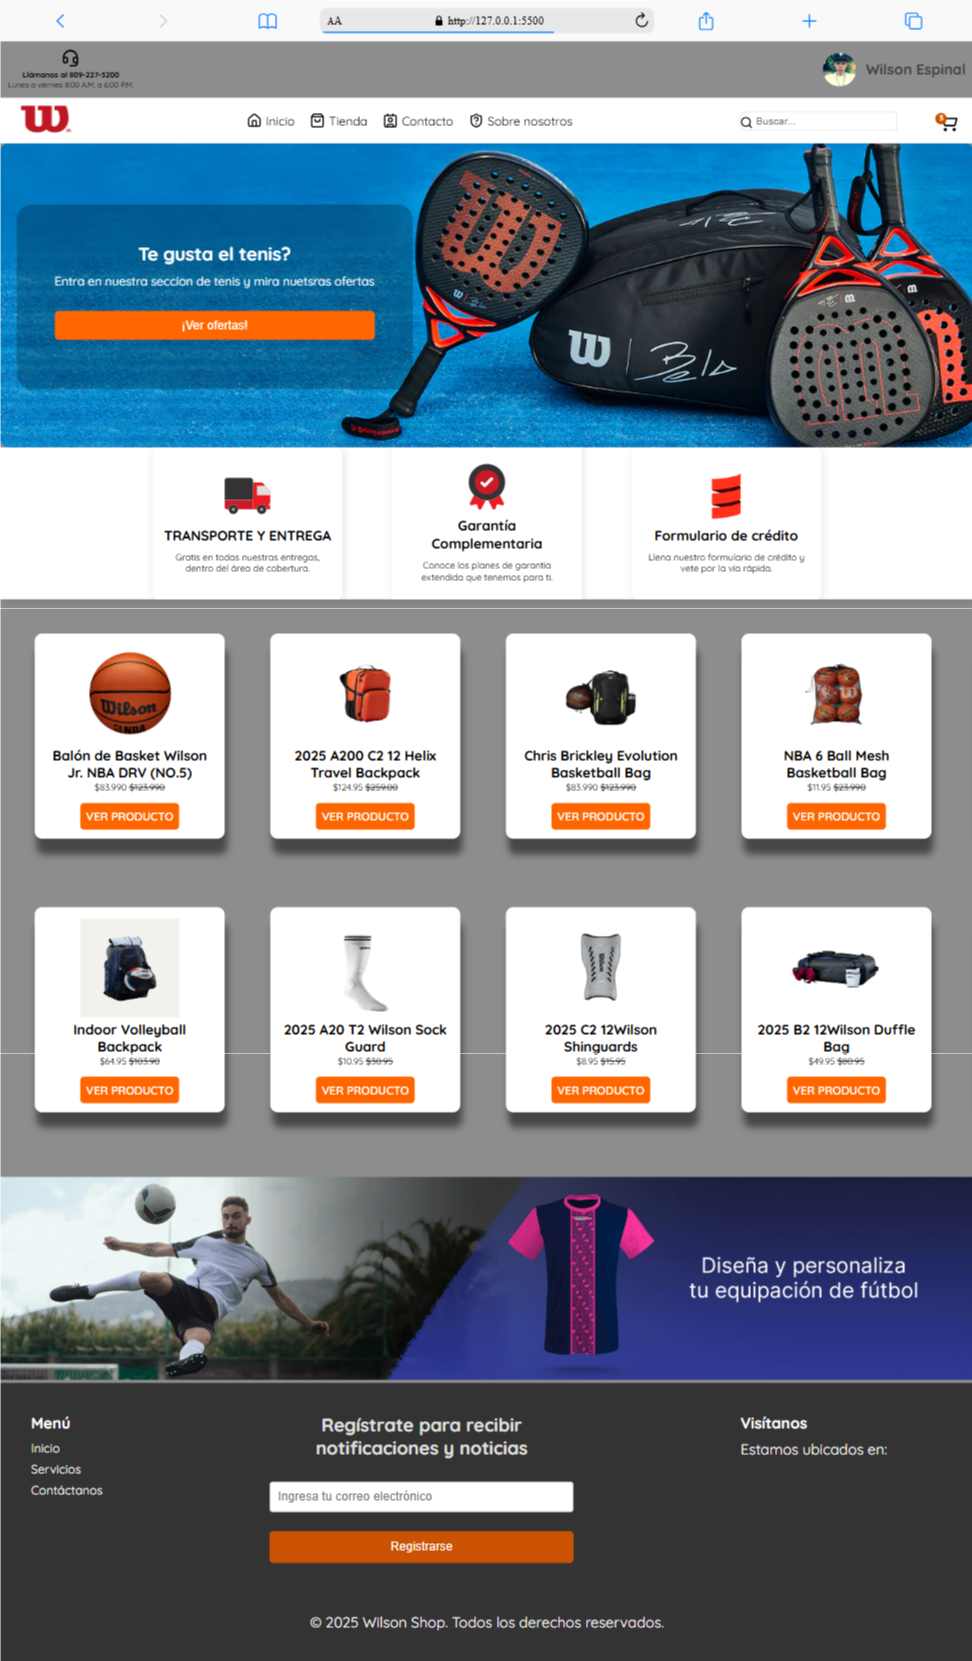 AA
http://127.0.0.1:5500
Llámanos al 809-227-3200
Lunes a viernes 8:00 A.M. a 6:00 P.M.
Wilson Espinal
Inicio
Tienda
Contacto
Sobre nosotros
Buscar...
3
Te gusta el tenis?
Entra en nuestra seccion de tenis y mira nuetsras ofertas
¡Ver ofertas!
TRANSPORTE Y ENTREGA
Gratis en todas nuestras entregas,
dentro del área de cobertura.
Garantía
Complementaria
Conoce los planes de garantía
extendida que tenemos para ti.
Formulario de crédito
Llena nuestro formulario de crédito y
vete por la vía rápida.
Wilson
Balón de Basket Wilson
Jr. NBA DRV (NO.5)
$83.990 $123.990
VER PRODUCTO
2025 A200 C2 12 Helix
Travel Backpack
$124.95 $259.00
VER PRODUCTO
Chris Brickley Evolution
Basketball Bag
$83.990 $123.990
VER PRODUCTO
NBA 6 Ball Mesh
Basketball Bag
$11.95 $23.990
VER PRODUCTO
Indoor Volleyball
Backpack
$64.95 $103.90
VER PRODUCTO
2025 A20 T2 Wilson Sock
Guard
$10.95 $30.95
VER PRODUCTO
2025 C2 12Wilson
Shinguards
$8.95 $15.95
VER PRODUCTO
2025 B2 12Wilson Duffle
Bag
$49.95 $80.95
VER PRODUCTO
Diseña y personaliza
tu equipación de fútbol
Menú
Inicio
Servicios
Contáctanos
Regístrate para recibir
notificaciones y noticias
Ingresa tu correo electrónico
Registrarse
Visítanos
Estamos ubicados en:
© 2025 Wilson Shop. Todos los derechos reservados.